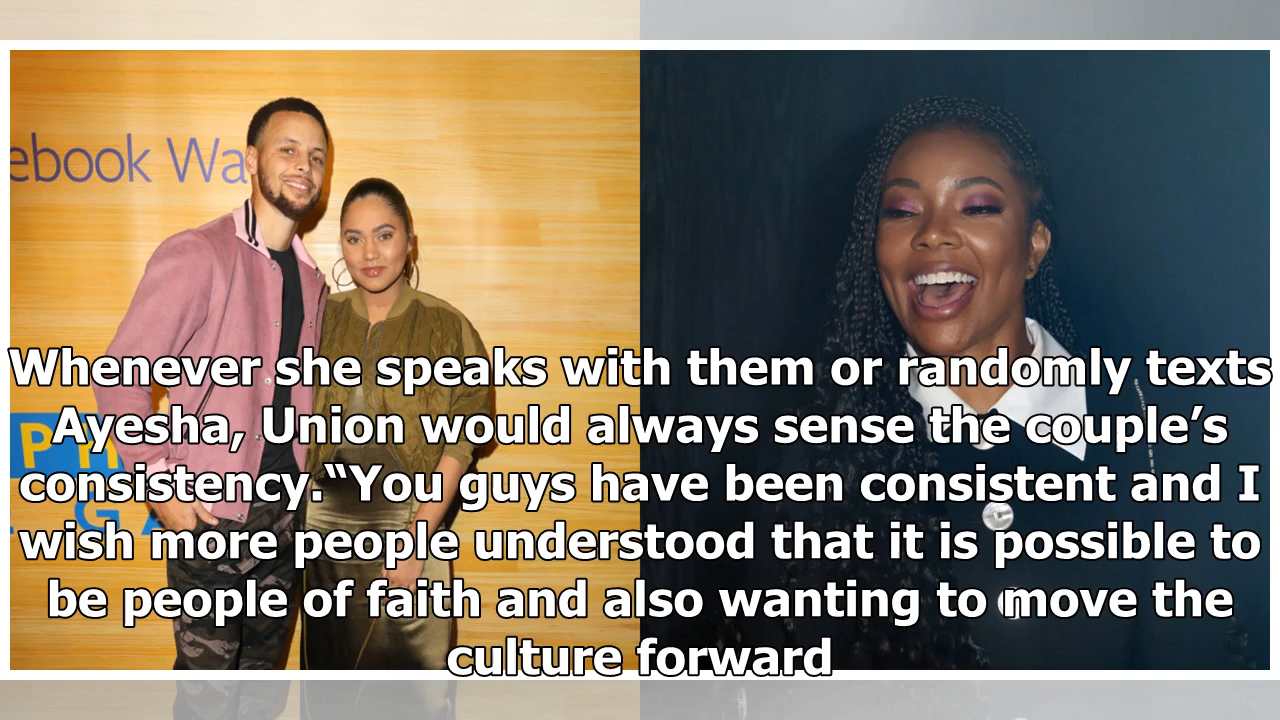 ebook Wa
Whenever she speaks with them or randomly texts
Ayesha, Union would always sense the couple’s
consistency.“You guys have been consistent and I
wish more people understood that it is possible to
be people of faith and also wanting to move the
culture forward